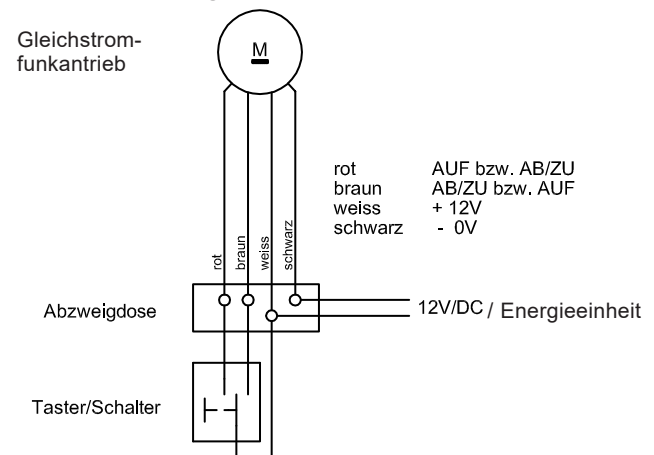 Gleichstrom-
funkantrieb
M
rot AUF bzw. AB/ZU
braun AB/ZU bzw. AUF
weiss + 12V
schwarz - 0V
rot
braun
weiss
schwarz
Abzweigdose
12V/DC / Energieeinheit
Taster/Schalter